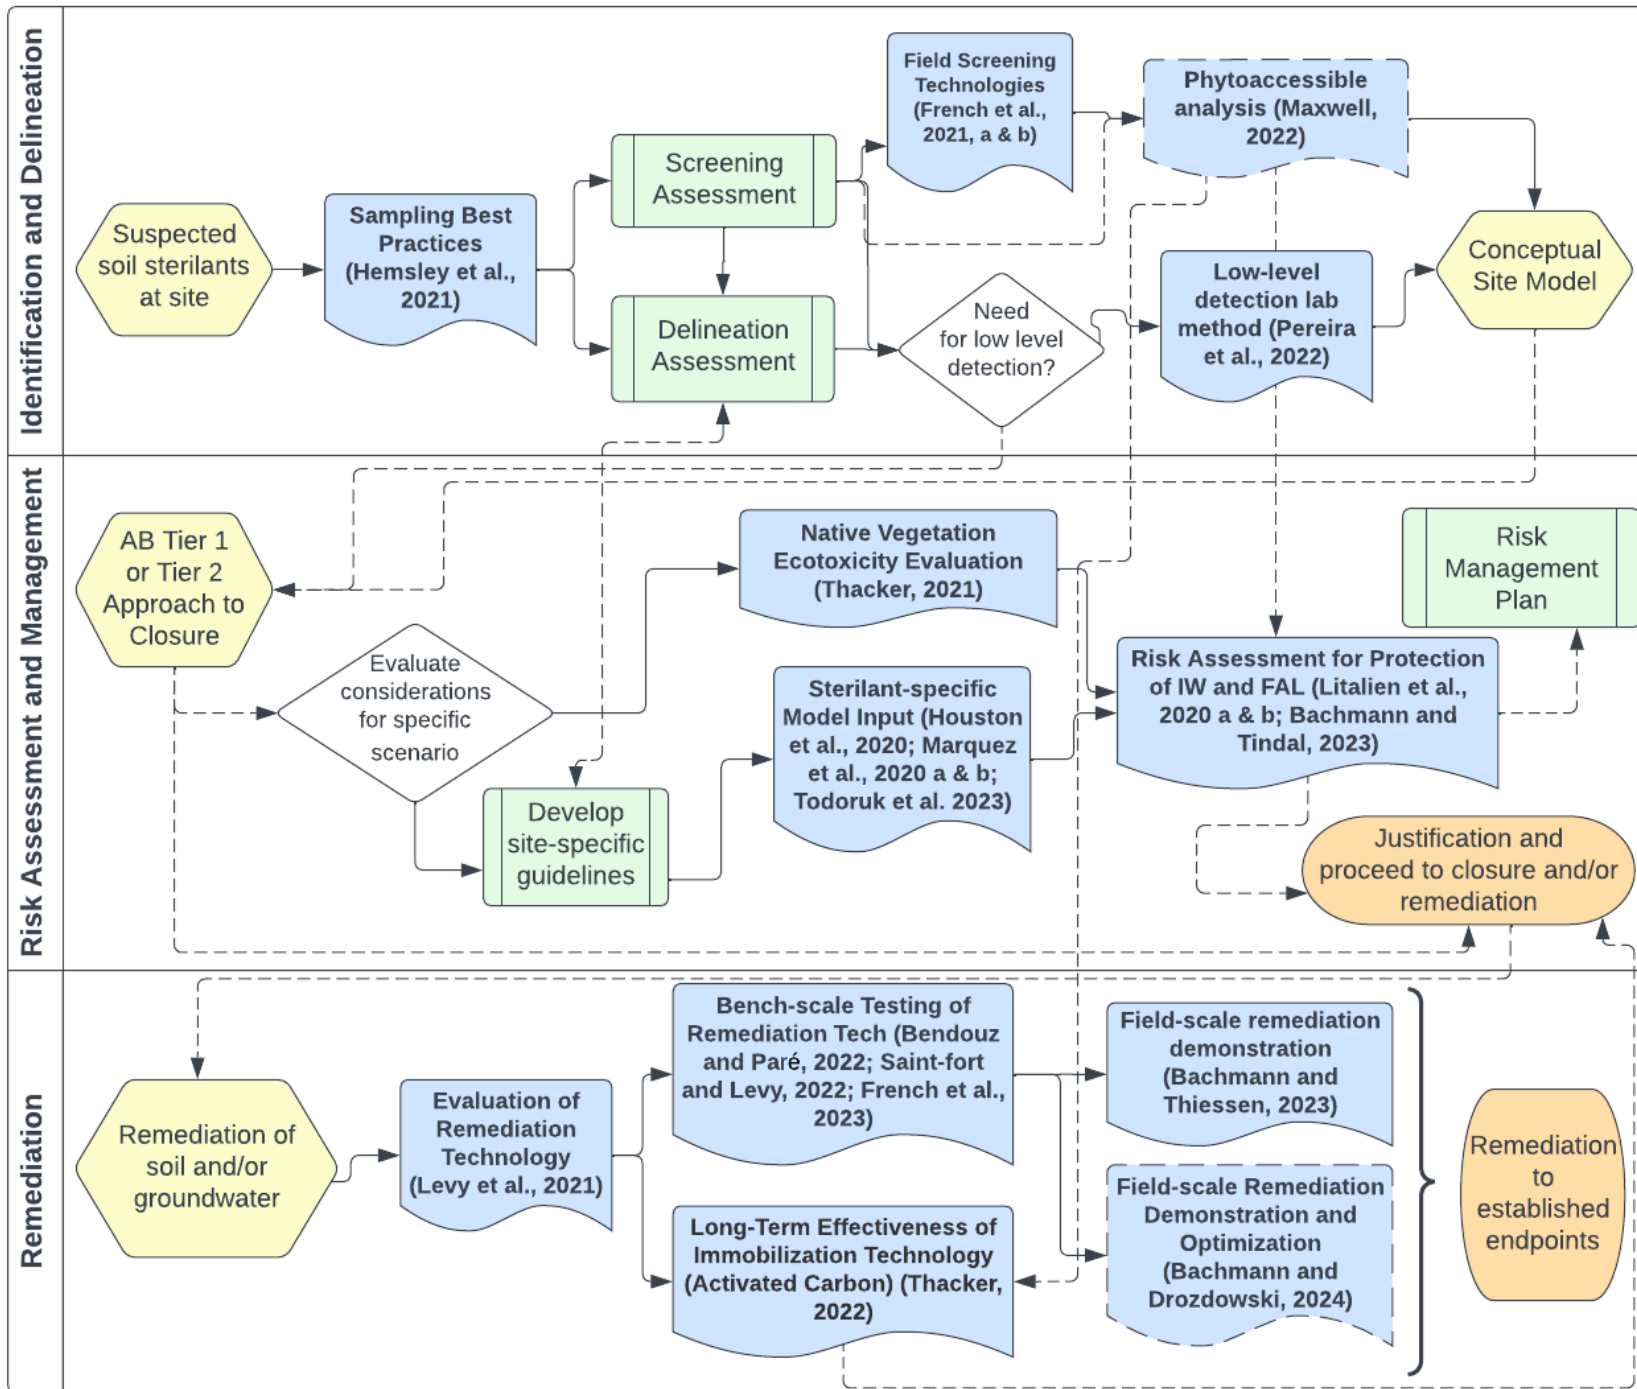 Identification and Delineation
Suspected
soil sterilants
at site
Sampling Best
Practices
(Hemsley et al.,
2021)
Screening
Assessment
Delineation
Assessment
Field Screening
Technologies
(French et al.,
2021, a & b)
Need
for low level
detection?
Phytoaccessible
analysis (Maxwell,
2022)
Low-level
detection lab
method (Pereira
et al., 2022)
Conceptual
Site Model
Risk Assessment and Management
AB Tier 1
or Tier 2
Approach to
Closure
Evaluate
considerations
for specific
scenario
Develop
site-specific
guidelines
Native Vegetation
Ecotoxicity Evaluation
(Thacker, 2021)
Sterilant-specific
Model Input (Houston
et al., 2020; Marquez
et al., 2020 a & b;
Todoruk et al. 2023)
Risk Assessment for Protection
of IW and FAL (Litalien et al.,
2020 a & b; Bachmann and
Tindal, 2023)
Risk
Management
Plan
Justification and
proceed to closure and/or
remediation
Remediation
Remediation of
soil and/or
groundwater
Evaluation of
Remediation
Technology
(Levy et al., 2021)
Bench-scale Testing of
Remediation Tech (Bendouz
and Paré, 2022; Saint-fort
and Levy, 2022; French et al.,
2023)
Long-Term Effectiveness of
Immobilization Technology
(Activated Carbon) (Thacker,
2022)
Field-scale remediation
demonstration
(Bachmann and
Thiessen, 2023)
Field-scale Remediation
Demonstration and
Optimization
(Bachmann and
Drozdowski, 2024)
Remediation
to
established
endpoints